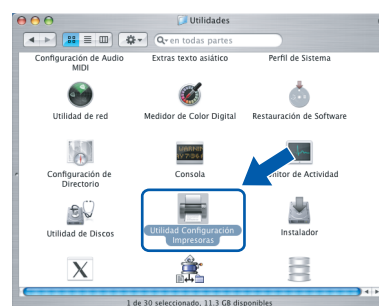 Utilidades
en todas partes
Configuración de Audio MIDI
Extras texto asiático
Perfil de Sistema
Utilidad de red
Medidor de Color Digital
Restauración de Software
Configuración de Directorio
Consola
nitor de Actividad
Utilidad de Discos
Utilidad Configuración Impresoras
Instalador
1 de 30 seleccionado, 11.3 GB disponibles